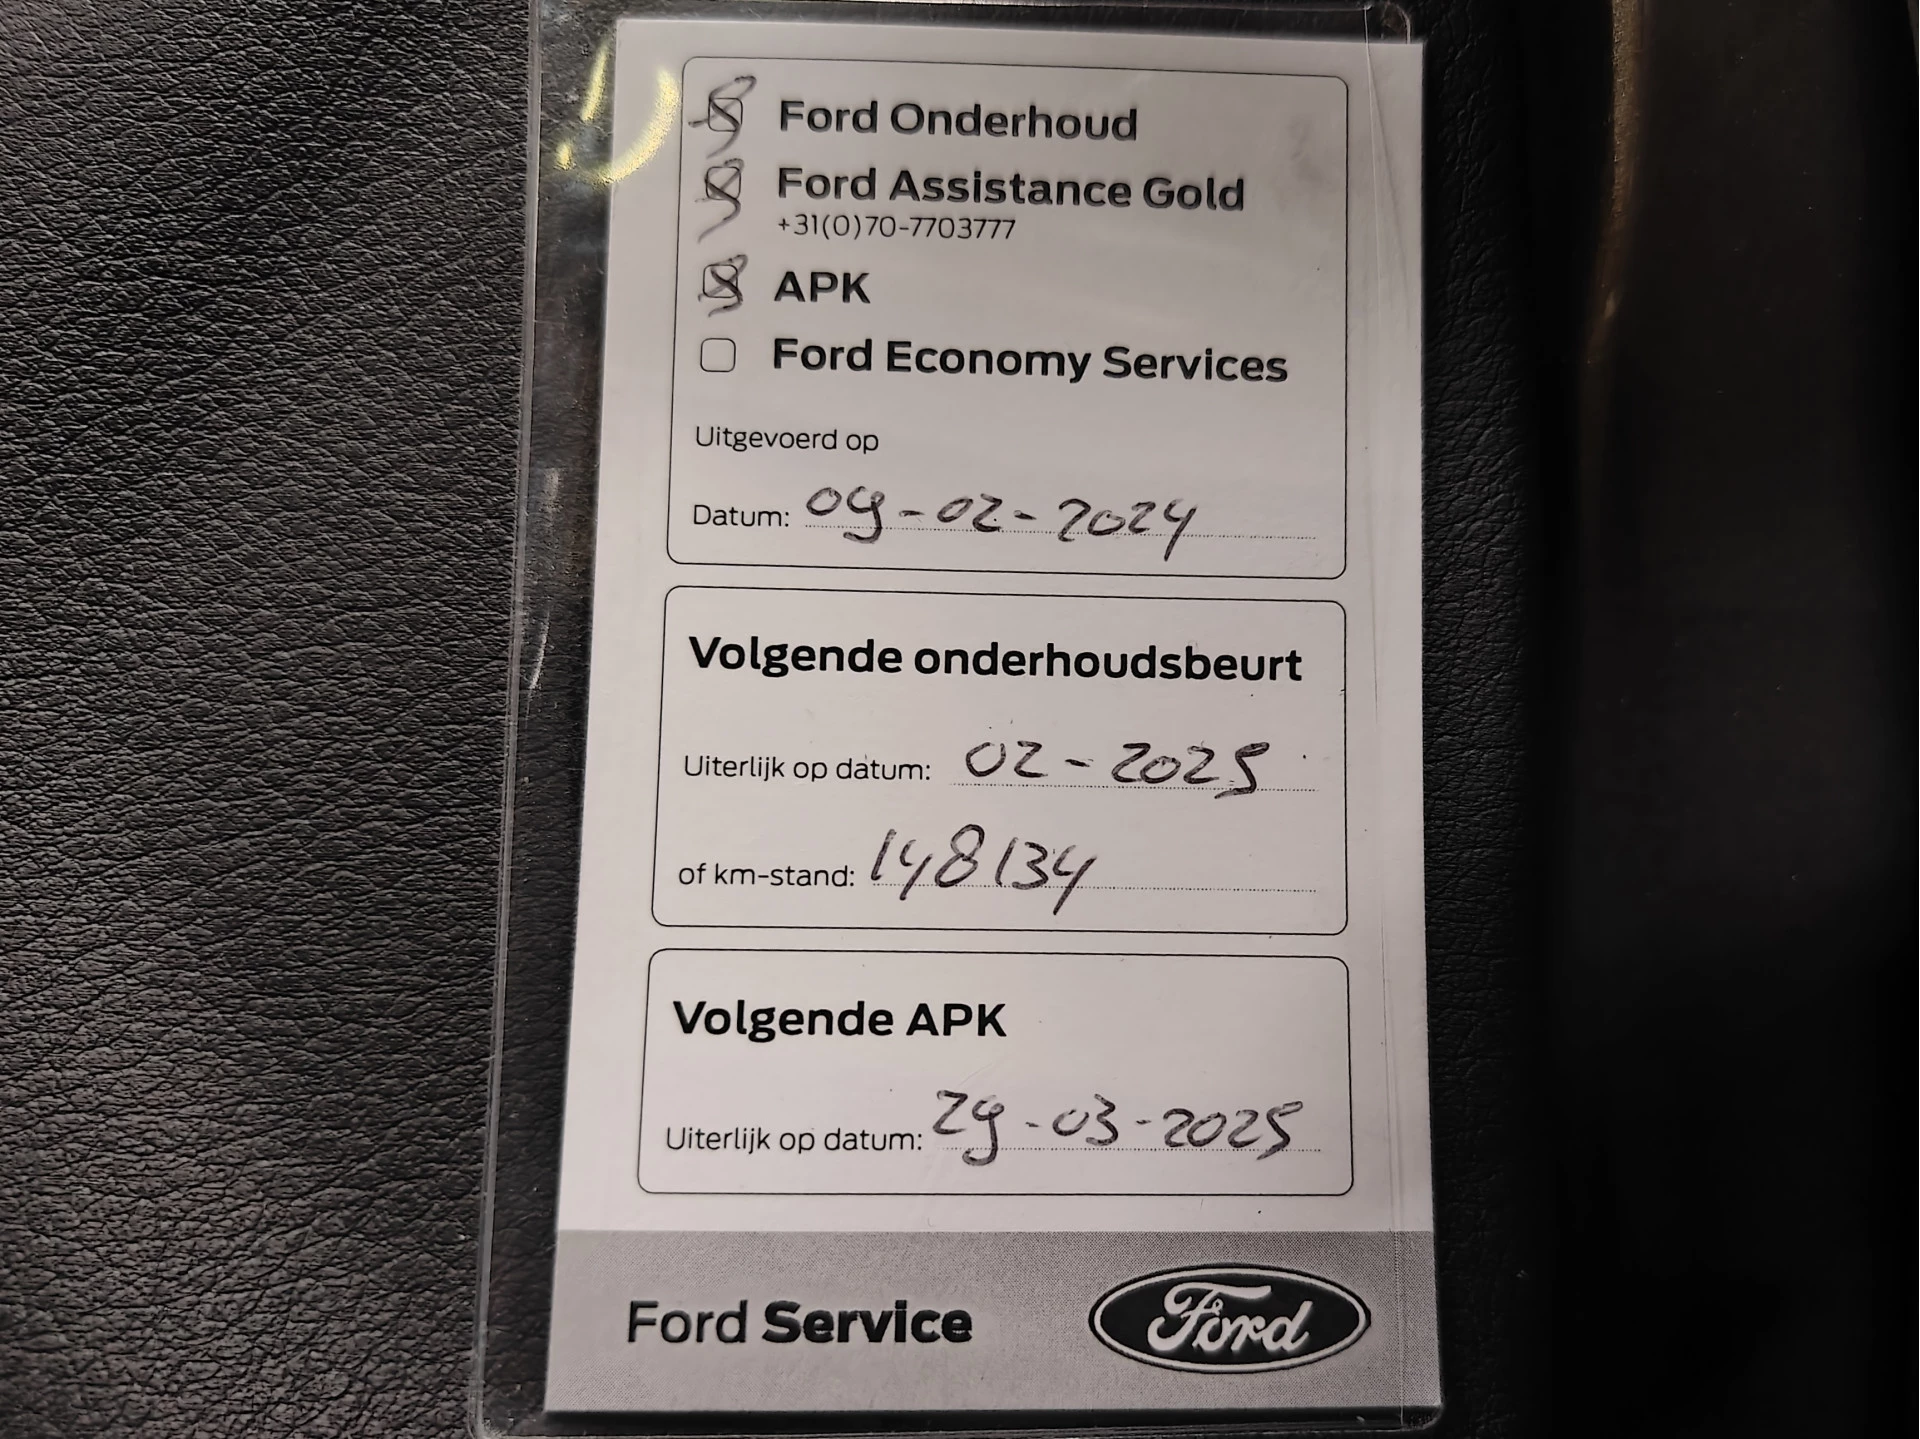 Ford Onderhoud
Ford Assistance Gold
+31(0)70-7703777
APK
Ford Economy Services
Uitgevoerd op
Datum: 09-02-2024
Volgende onderhoudsbeurt
Uiterlijk op datum: 02-2025
of km-stand: 148134
Volgende APK
Uiterlijk op datum: 29-03-2025
Ford Service
Ford